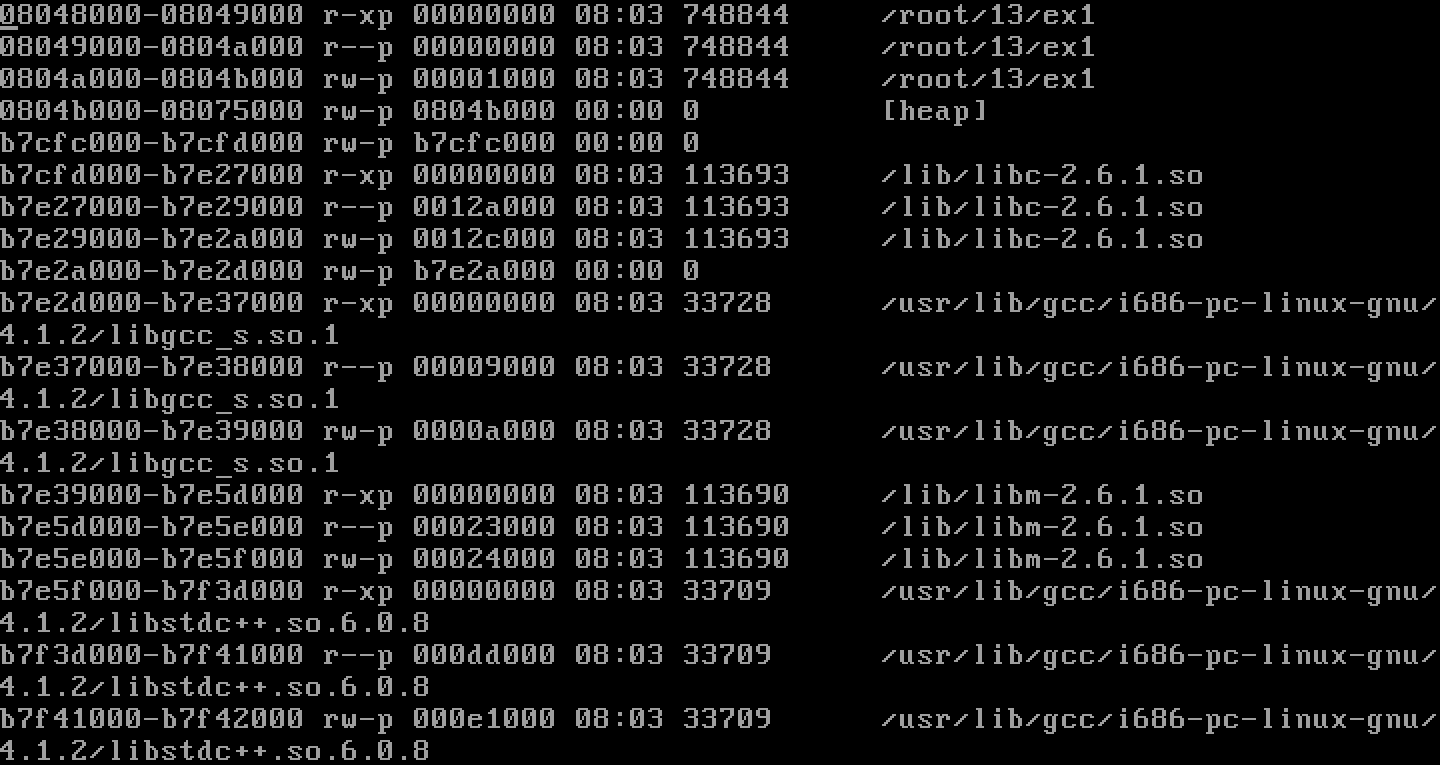 08048000-08049000 r-xp 00000000 08:03 748844     /root/13/ex1
08049000-0804a000 r--p 00000000 08:03 748844     /root/13/ex1
0804a000-0804b000 rw-p 00001000 08:03 748844     /root/13/ex1
0804b000-08075000 rw-p 0804b000 00:00 0          [heap]
b7cfc000-b7cfd000 rw-p b7cfc000 00:00 0
b7cfd000-b7e27000 r-xp 00000000 08:03 113693     /lib/libc-2.6.1.so
b7e27000-b7e29000 r--p 0012a000 08:03 113693     /lib/libc-2.6.1.so
b7e29000-b7e2a000 rw-p 0012c000 08:03 113693     /lib/libc-2.6.1.so
b7e2a000-b7e2d000 rw-p b7e2a000 00:00 0
b7e2d000-b7e37000 r-xp 00000000 08:03 33728      /usr/lib/gcc/i686-pc-linux-gnu/
4.1.2/libgcc_s.so.1
b7e37000-b7e38000 r--p 00009000 08:03 33728      /usr/lib/gcc/i686-pc-linux-gnu/
4.1.2/libgcc_s.so.1
b7e38000-b7e39000 rw-p 0000a000 08:03 33728      /usr/lib/gcc/i686-pc-linux-gnu/
4.1.2/libgcc_s.so.1
b7e39000-b7e5d000 r-xp 00000000 08:03 113690     /lib/libm-2.6.1.so
b7e5d000-b7e5e000 r--p 00023000 08:03 113690     /lib/libm-2.6.1.so
b7e5e000-b7e5f000 rw-p 00024000 08:03 113690     /lib/libm-2.6.1.so
b7e5f000-b7f3d000 r-xp 00000000 08:03 33709      /usr/lib/gcc/i686-pc-linux-gnu/
4.1.2/libstdc++.so.6.0.8
b7f3d000-b7f41000 r--p 000dd000 08:03 33709      /usr/lib/gcc/i686-pc-linux-gnu/
4.1.2/libstdc++.so.6.0.8
b7f41000-b7f42000 rw-p 000e1000 08:03 33709      /usr/lib/gcc/i686-pc-linux-gnu/
4.1.2/libstdc++.so.6.0.8